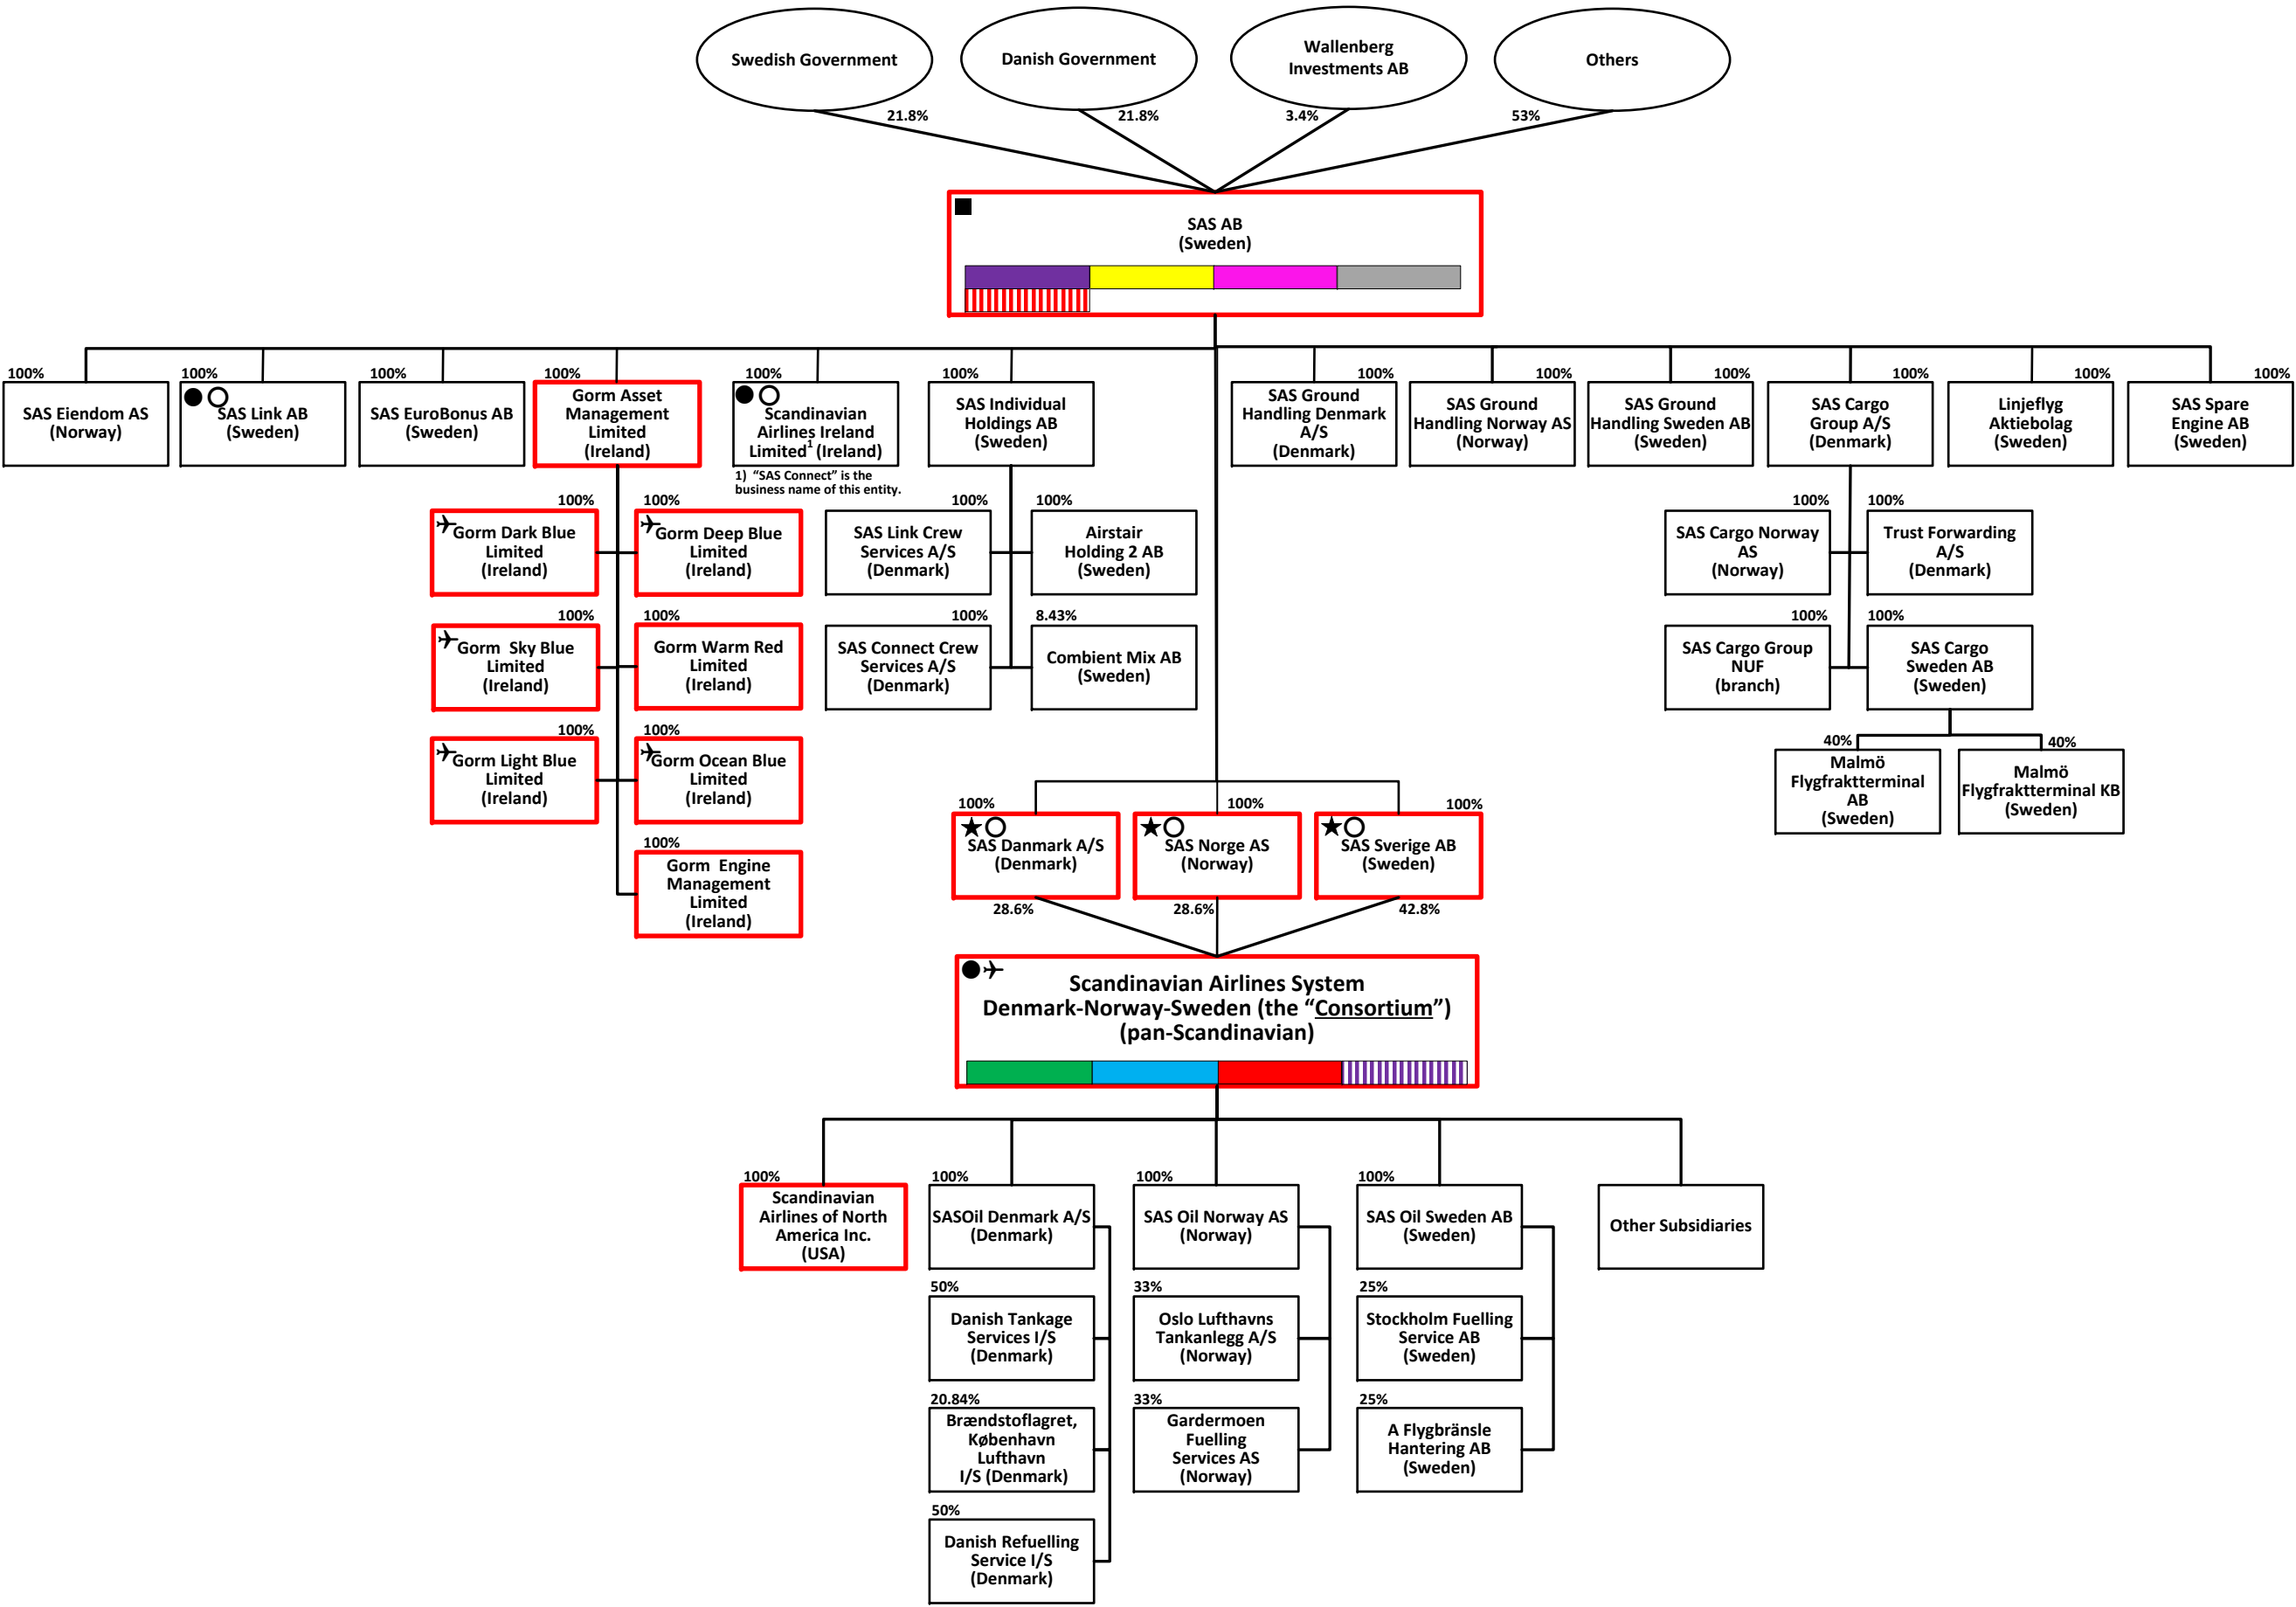 Swedish Government
Danish Government
Wallenberg
Investments AB
Others
21.8%
21.8%
3.4%
53%
SAS AB
(Sweden)
100%
SAS Eiendom AS
(Norway)
100%
SAS Link AB
(Sweden)
100%
SAS EuroBonus AB
(Sweden)
100%
Gorm Asset
Management
Limited
(Ireland)
100%
Scandinavian
Airlines Ireland
Limited1 (Ireland)
1) “SAS Connect” is the
business name of this entity.
100%
SAS Individual
Holdings AB
(Sweden)
100%
SAS Ground
Handling Denmark
A/S
(Denmark)
100%
SAS Ground
Handling Norway AS
(Norway)
100%
SAS Ground
Handling Sweden AB
(Sweden)
100%
SAS Cargo
Group A/S
(Denmark)
100%
Linjeflyg
Aktiebolag
(Sweden)
100%
SAS Spare
Engine AB
(Sweden)
100%
Gorm Dark Blue
Limited
(Ireland)
100%
Gorm Deep Blue
Limited
(Ireland)
100%
Gorm Sky Blue
Limited
(Ireland)
100%
Gorm Warm Red
Limited
(Ireland)
100%
Gorm Light Blue
Limited
(Ireland)
100%
Gorm Ocean Blue
Limited
(Ireland)
100%
Gorm Engine
Management
Limited
(Ireland)
100%
SAS Link Crew
Services A/S
(Denmark)
100%
Airstair
Holding 2 AB
(Sweden)
100%
SAS Connect Crew
Services A/S
(Denmark)
8.43%
Combient Mix AB
(Sweden)
100%
SAS Cargo Norway
AS
(Norway)
100%
Trust Forwarding
A/S
(Denmark)
100%
SAS Cargo Group
NUF
(branch)
100%
SAS Cargo
Sweden AB
(Sweden)
40%
Malmö
Flygfraktterminal
AB
(Sweden)
40%
Malmö
Flygfraktterminal KB
(Sweden)
100%
SAS Danmark A/S
(Denmark)
100%
SAS Norge AS
(Norway)
100%
SAS Sverige AB
(Sweden)
28.6%
28.6%
42.8%
Scandinavian Airlines System
Denmark-Norway-Sweden (the “Consortium”)
(pan-Scandinavian)
100%
Scandinavian
Airlines of North
America Inc.
(USA)
100%
SASOil Denmark A/S
(Denmark)
100%
SAS Oil Norway AS
(Norway)
100%
SAS Oil Sweden AB
(Sweden)
Other Subsidiaries
50%
Danish Tankage
Services I/S
(Denmark)
33%
Oslo Lufthavns
Tankanlegg A/S
(Norway)
25%
Stockholm Fuelling
Service AB
(Sweden)
20.84%
Brændstoflagret,
København
Lufthavn
I/S (Denmark)
33%
Gardermoen
Fuelling
Services AS
(Norway)
25%
A Flygbränsle
Hantering AB
(Sweden)
50%
Danish Refuelling
Service I/S
(Denmark)